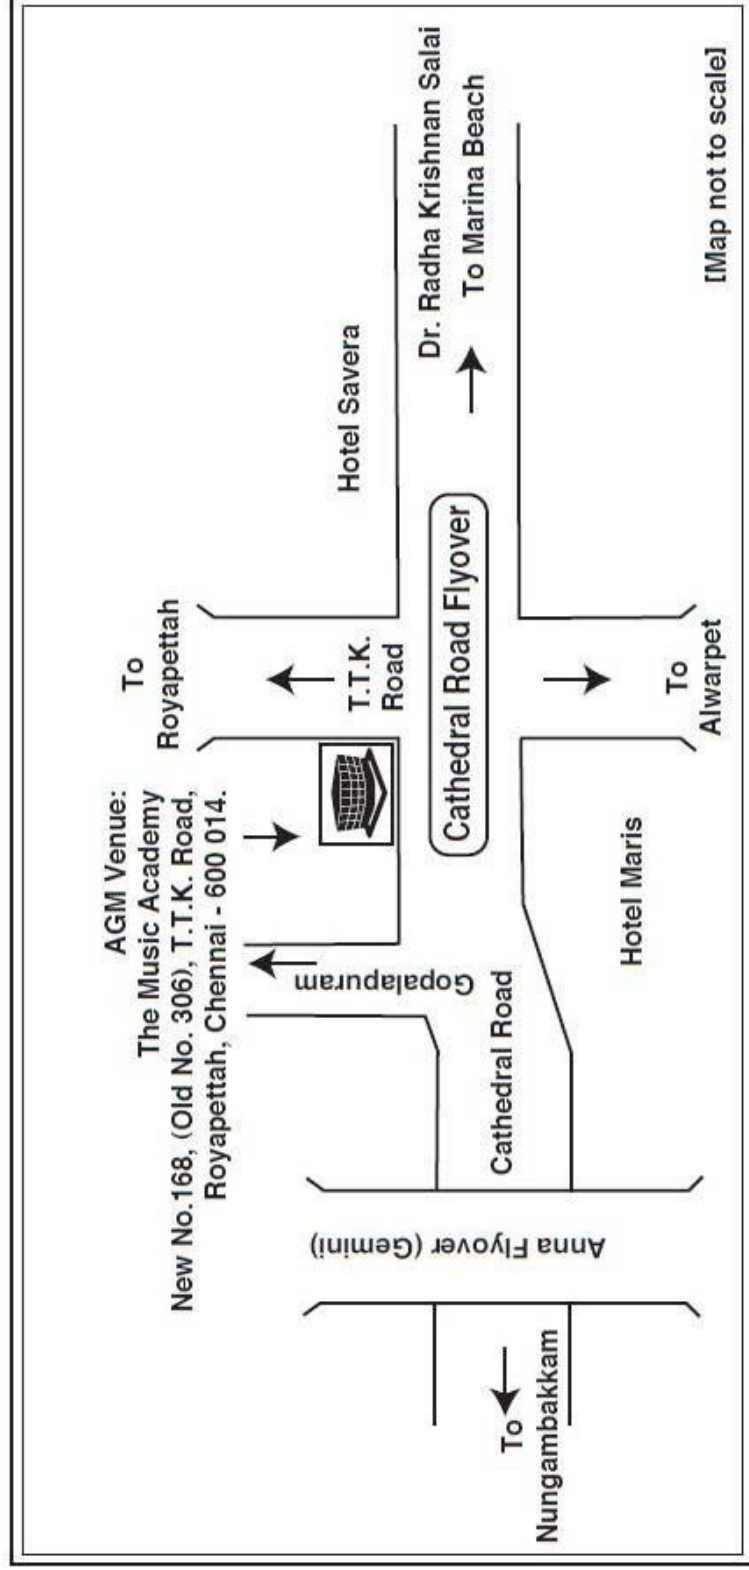 AGM Venue:
The Music Academy
New No.168, (Old No. 306), T.T.K. Road,
Royapettah, Chennai - 600 014.
To
Royapettah
T.T.K.
Road
Hotel Savera
Dr. Radha Krishnan Salai
To Marina Beach
Gopalapuram
Cathedral Road Flyover
Anna Flyover (Gemini)
Cathedral Road
To
Nungambakkam
Hotel Maris
To
Alwarpet
[Map not to scale]